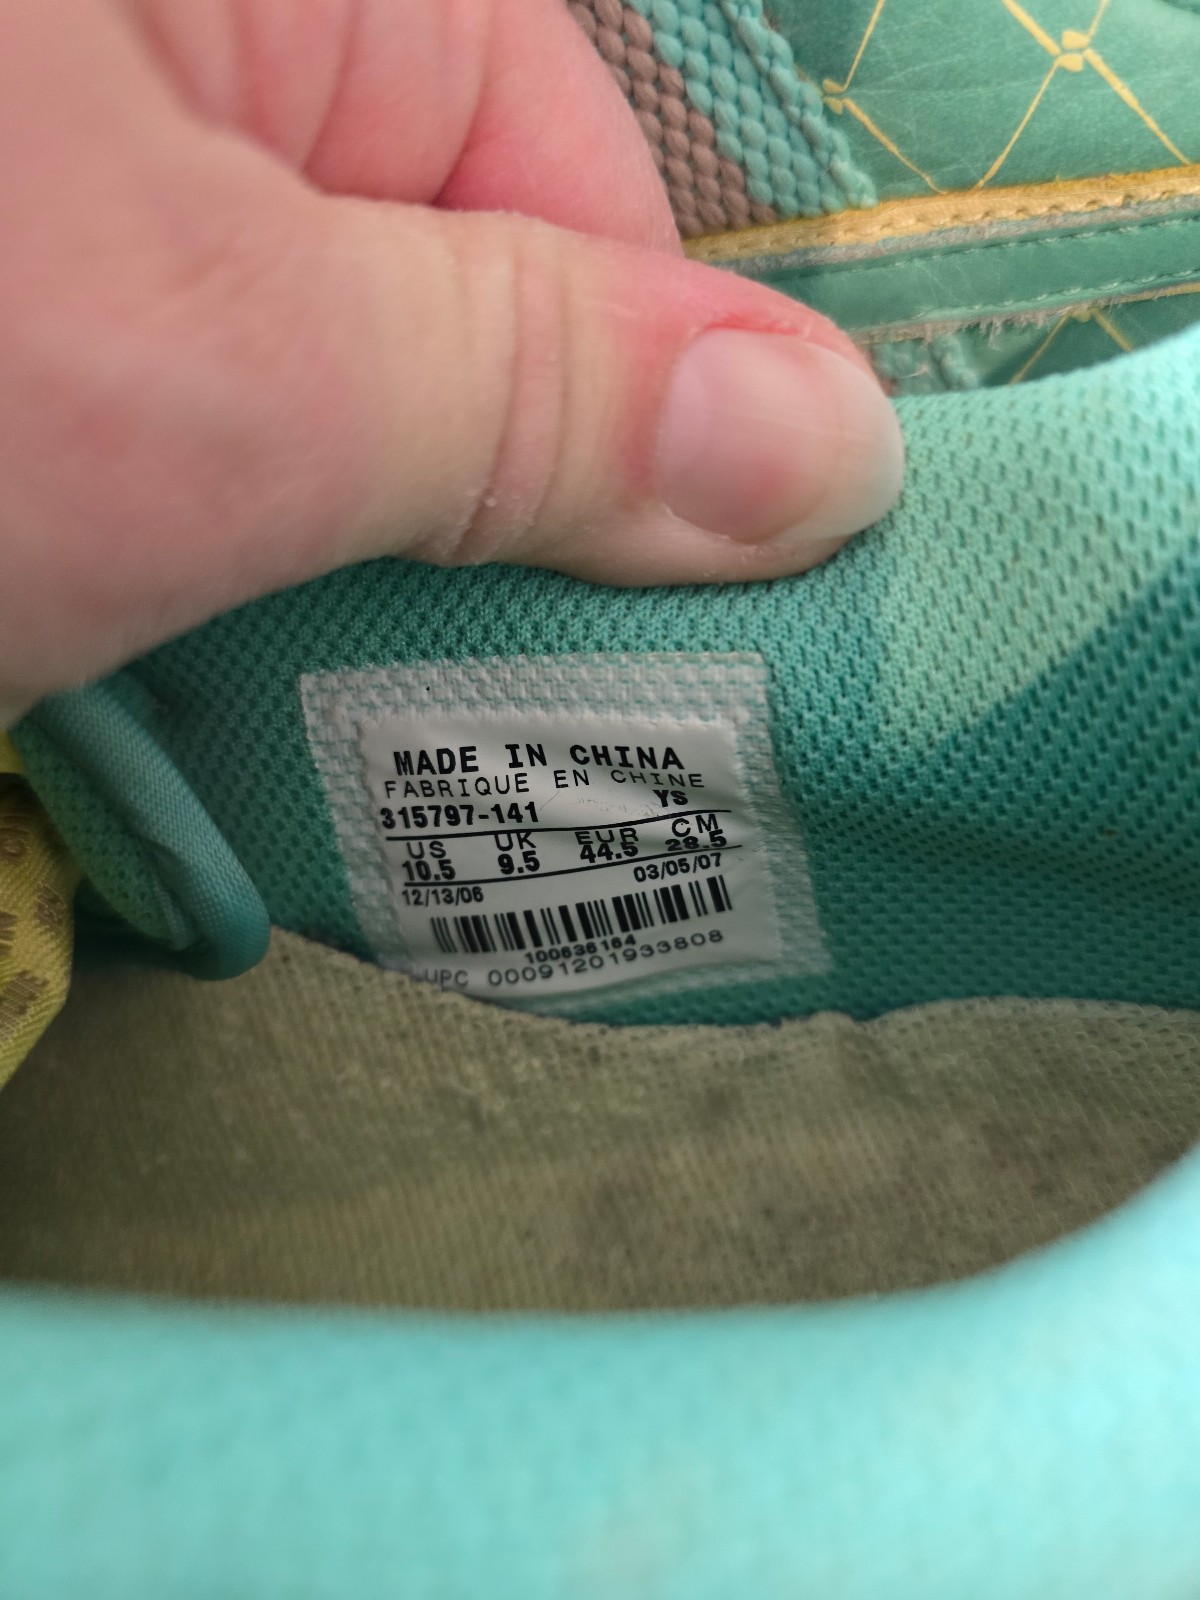 MADE IN CHINA
FABRIQUE EN CHINE
315797-141 YS
US UK EUR CM
10.5 9.5 44.5 28.5
12/13/06 03/05/07
100636164
UPC 00091201933808